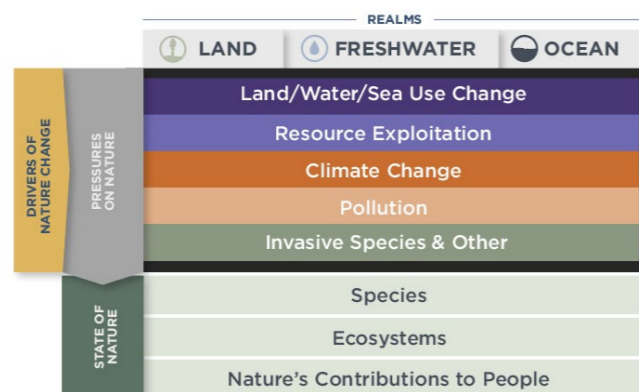 REALMS
LAND
FRESHWATER
OCEAN
DRIVERS OF
NATURE CHANGE
PRESSURES
ON NATURE
Land/Water/Sea Use Change
Resource Exploitation
Climate Change
Pollution
Invasive Species & Other
STATE OF
NATURE
Species
Ecosystems
Nature's Contributions to People